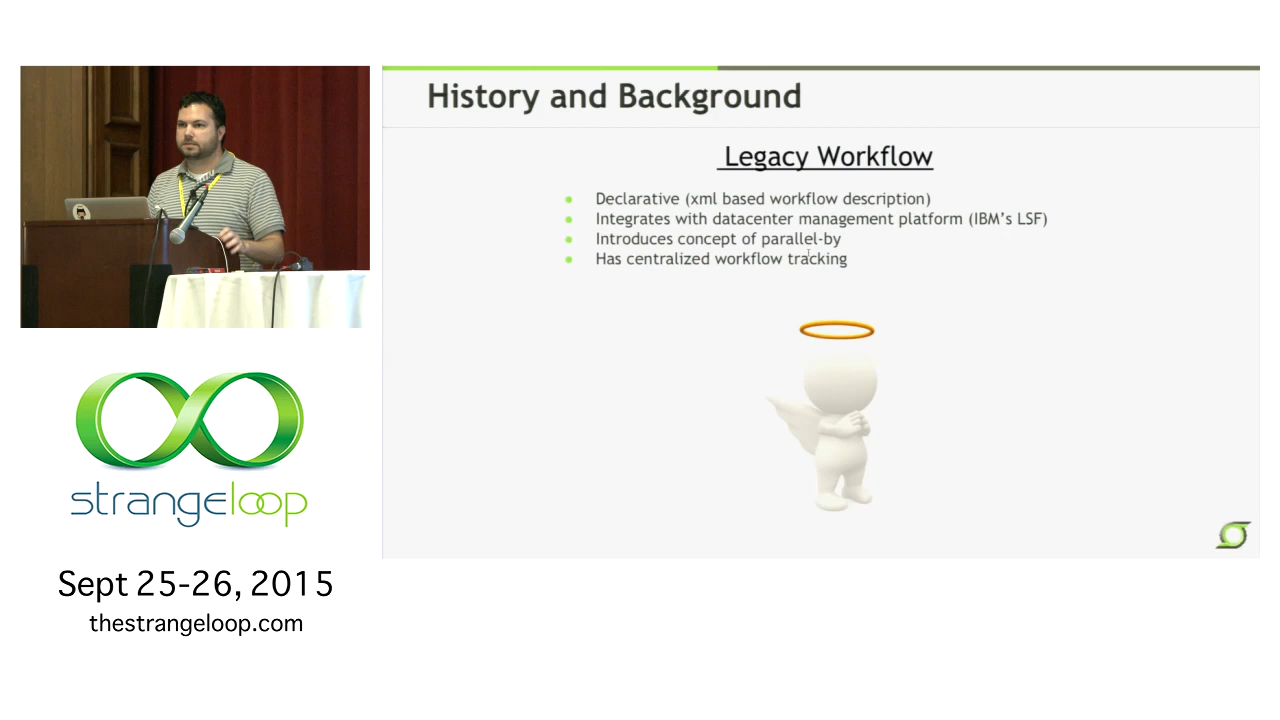 History and Background
Legacy Workflow
Declarative (xml based workflow description)
Integrates with datacenter management platform (IBM's LSF)
Introduces concept of parallel-by
Has centralized workflow tracking
strangeloop
Sept 25-26, 2015
thestrangeloop.com